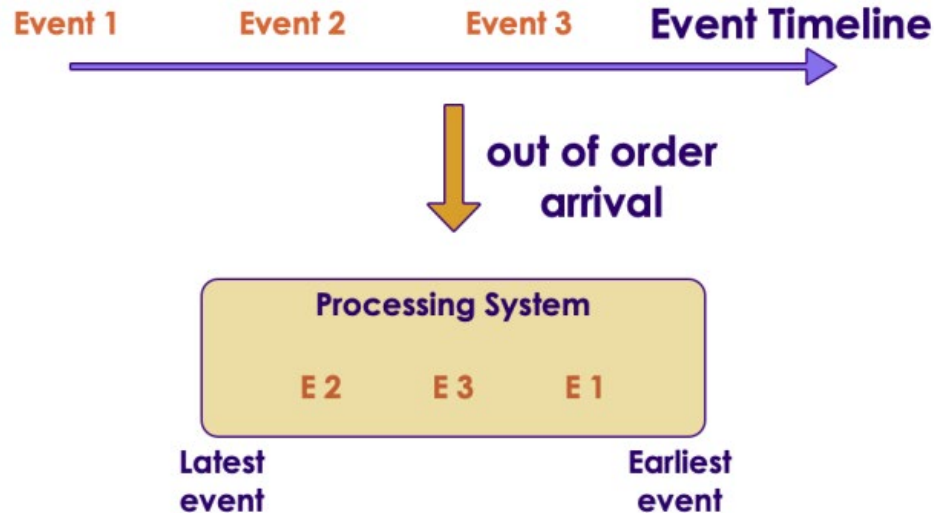 Event 1 Event 2 Event 3 Event Timeline
out of order
arrival
Processing System
E 2 E 3 E 1
Latest
event
Earliest
event